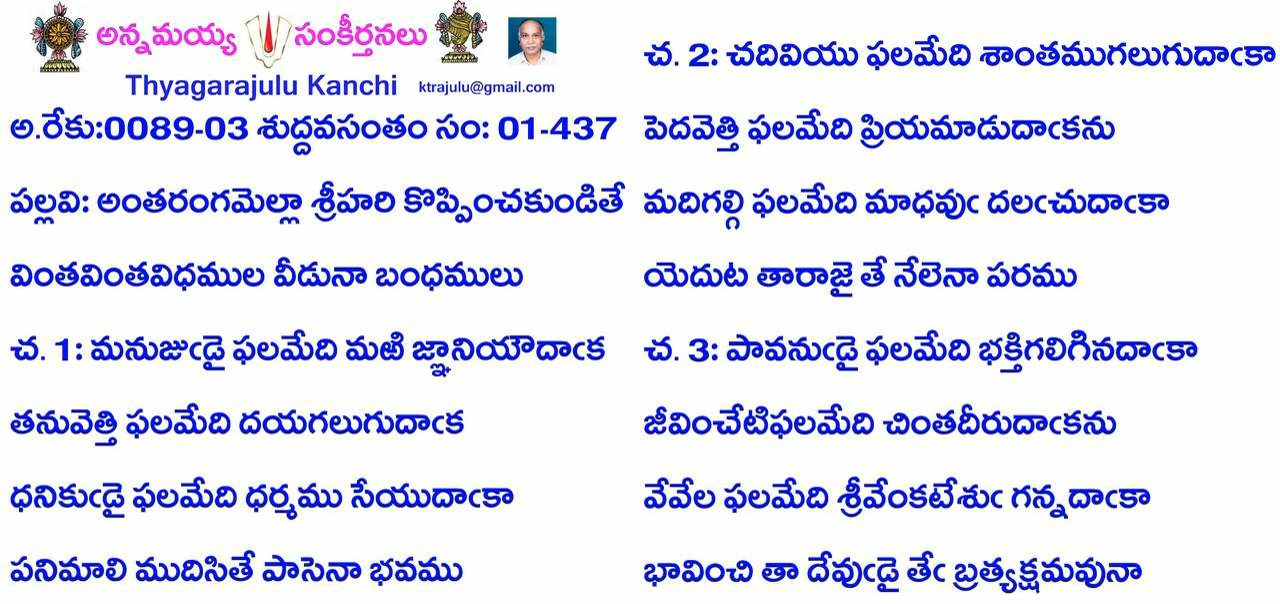 అన్నమయ్య సంకీర్తనలు
Thyagarajulu Kanchi ktrajulu@gmail.com
అ.రేకు:0089-03 శుద్దవసంతం సం: 01-437
పల్లవి: అంతరంగమెల్లా శ్రీహరి కొప్పించకుండితే
వింతవింతవిధముల వీడునా బంధములు
చ. 1: మనుజుఁడై ఫలమేది మఱి జ్ఞానియౌదాఁక
తనువెత్తి ఫలమేది దయగలుగుదాఁక
ధనికుఁడై ఫలమేది ధర్మము సేయుదాఁకా
పనిమాలి ముదిసితే పాసెనా భవము
చ. 2: చదివియు ఫలమేది శాంతముగలుగుదాఁకా
పెదవెత్తి ఫలమేది ప్రియమాడుదాఁకను
మదిగల్గి ఫలమేది మాధవుఁ దలఁచుదాఁకా
యెదుట తారాజై తే నేలెనా పరము
చ. 3: పావనుఁడై ఫలమేది భక్తిగలిగినదాఁకా
జీవించేటిఫలమేది చింతదీరుదాఁకను
వేవేల ఫలమేది శ్రీవేంకటేశుఁ గన్నదాఁకా
భావించి తా దేవుఁడై తేఁ బ్రత్యక్షమవునా